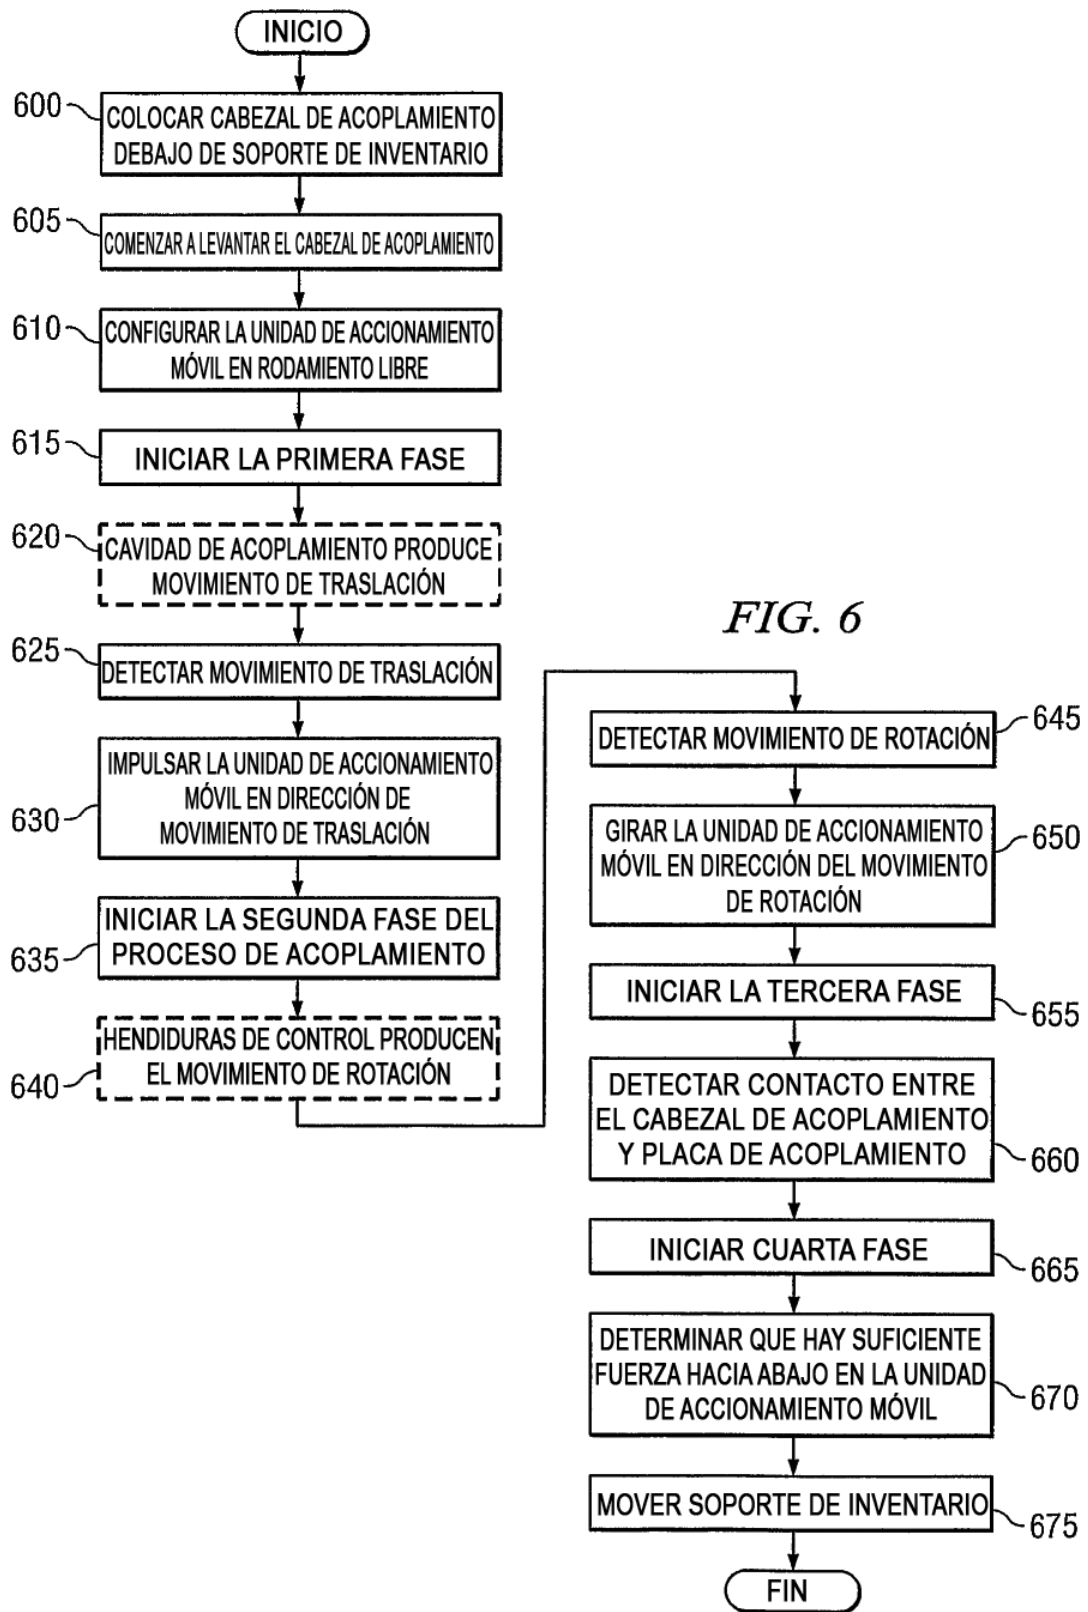 INICIO
600
COLOCAR CABEZAL DE ACOPLAMIENTO
DEBAJO DE SOPORTE DE INVENTARIO
605
COMENZAR A LEVANTAR EL CABEZAL DE ACOPLAMIENTO
610
CONFIGURAR LA UNIDAD DE ACCIONAMIENTO
MÓVIL EN RODAMIENTO LIBRE
615
INICIAR LA PRIMERA FASE
620
CAVIDAD DE ACOPLAMIENTO PRODUCE
MOVIMIENTO DE TRASLACIÓN
625
DETECTAR MOVIMIENTO DE TRASLACIÓN
630
IMPULSAR LA UNIDAD DE ACCIONAMIENTO
MÓVIL EN DIRECCIÓN DE
MOVIMIENTO DE TRASLACIÓN
635
INICIAR LA SEGUNDA FASE DEL
PROCESO DE ACOPLAMIENTO
640
HENDIDURAS DE CONTROL PRODUCEN
EL MOVIMIENTO DE ROTACIÓN
FIG. 6
645
DETECTAR MOVIMIENTO DE ROTACIÓN
650
GIRAR LA UNIDAD DE ACCIONAMIENTO
MÓVIL EN DIRECCIÓN DEL MOVIMIENTO
DE ROTACIÓN
INICIAR LA TERCERA FASE
655
DETECTAR CONTACTO ENTRE
EL CABEZAL DE ACOPLAMIENTO
Y PLACA DE ACOPLAMIENTO
660
INICIAR CUARTA FASE
665
DETERMINAR QUE HAY SUFICIENTE
FUERZA HACIA ABAJO EN LA UNIDAD
DE ACCIONAMIENTO MÓVIL
670
MOVER SOPORTE DE INVENTARIO
675
FIN